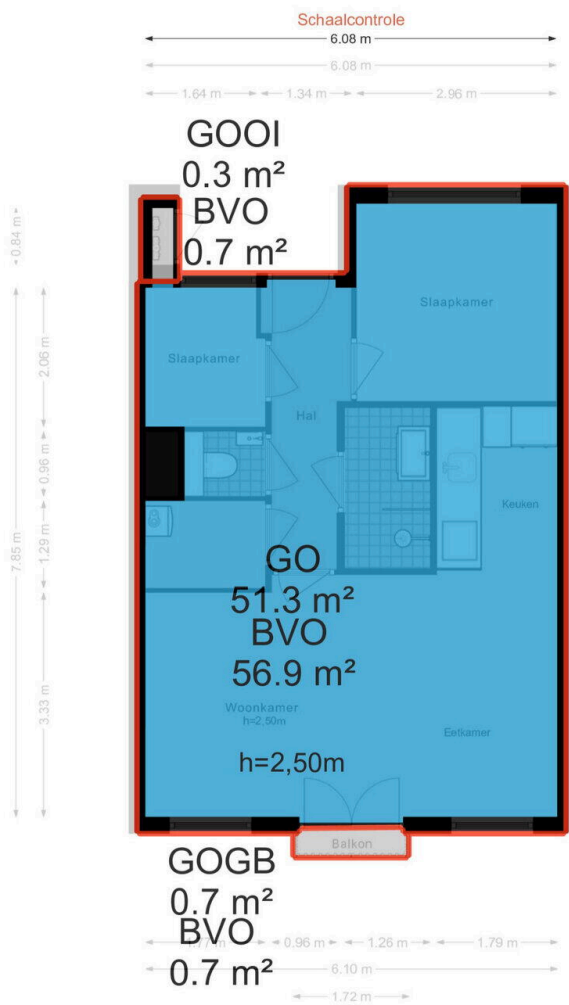 Schaalcontrole
6.08 m
6.08 m
1.64 m
1.34 m
2.96 m
GOOI
0.3 m²
BVO
0.7 m²
0.84 m
Slaapkamer
Slaapkamer
2.06 m
Hal
0.96 m
Keuken
7.85 m
1.29 m
GO
51.3 m²
BVO
56.9 m²
3.33 m
Woonkamer
h=2,50m
Eetkamer
h=2,50m
Balkon
GOGB
0.7 m²
BVO
0.7 m²
1.77 m
0.96 m
1.26 m
1.79 m
6.10 m
1.72 m